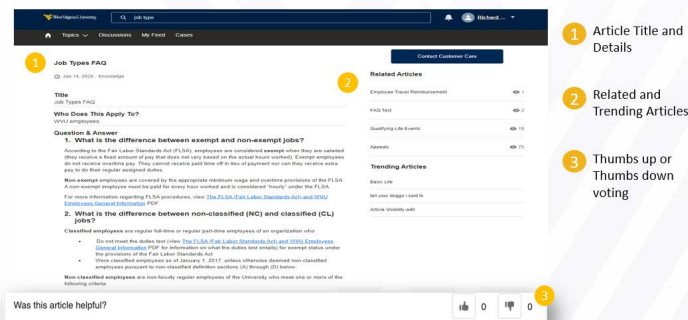 West Virginia University
job type
Richard ...
Topics
Discussions
My Feed
Cases
1
Job Types FAQ
Jan 14, 2020 . Knowledge
Title
Job Types FAQ
Who Does This Apply To?
WVU employees.
Question & Answer
1. What is the difference between exempt and non-exempt jobs?
According to the Fair Labor Standards Act (FLSA), employees are considered exempt when they are salaried
(they receive a fixed amount of pay that does not vary based on the actual hours worked). Exempt employees
do not receive overtime pay. They cannot receive paid time off in lieu of payment nor can they receive extra
pay to do their regular assigned duties.
Non-exempt employees are covered by the appropriate minimum wage and overtime provisions of the FLSA.
A non-exempt employee must be paid for every hour worked and is considered "hourly" under the FLSA.
For more information regarding FLSA procedures, view The FLSA (Fair Labor Standards Act) and WVU
Employees General Information PDF.
2. What is the difference between non-classified (NC) and classified (CL)
jobs?
Classified employees are regular full-time or regular part-time employees of an organization who:
Do not meet the duties test (view The FLSA (Fair Labor Standards Act) and WVU Employees
General Information PDF for information on what the duties test entails) for exempt status under
the provisions of the Fair Labor Standards Act
Were classified employees as of January 1, 2017, unless otherwise deemed non-classified
employees pursuant to non-classified definition sections (A) through (D) below:
Non-classified employees are non-faculty regular employees of the University who meet one or more of the
following criteria:
Contact Customer Care
2
Related Articles
Employee Travel Reimbursement 1
FAQ Test 2
Qualifying Life Events
Appeals
Trending Articles
Basic Life
tell your doggo i said hi
Article Visibility edit
Was this article helpful?
0
0
3
1 Article Title and
Details
2 Related and
Trending Articles
3 Thumbs up or
Thumbs down
voting